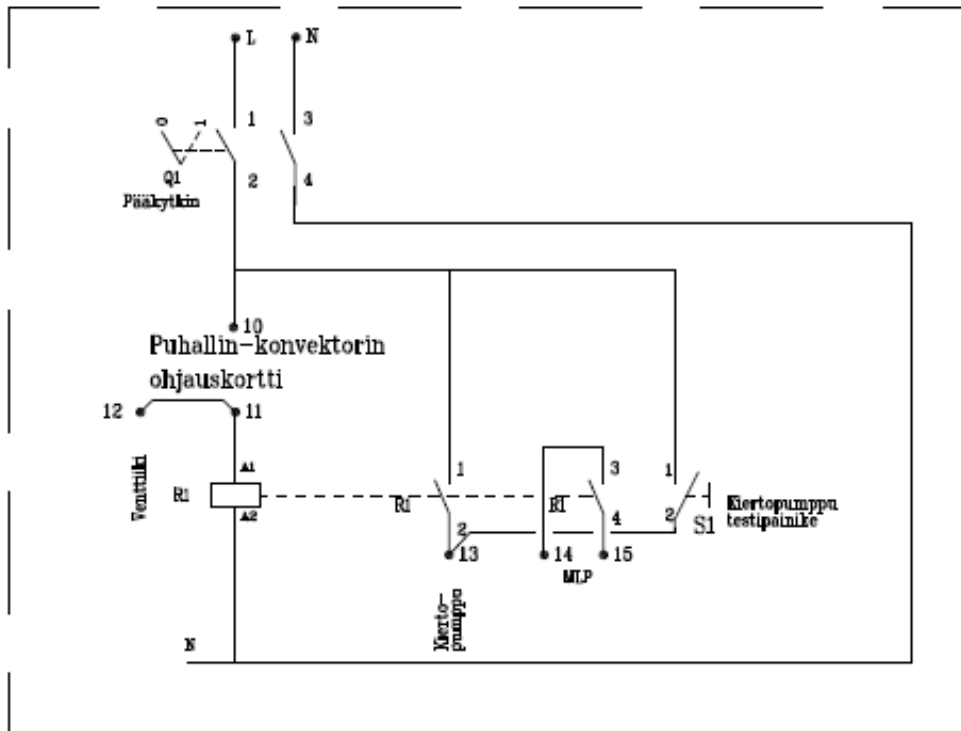 L N
0 1 1 3
Q1 2 4
Pääkytkin
10
Puhallin-konvektorin
ohjauskortti
12 11
Venttiili
A1
R1
A2
1 3 1
R1 R1
2 4 2
S1
Kiertopumppu
testipainike
13 14 15
MLP
Kierto-
pumppu
N